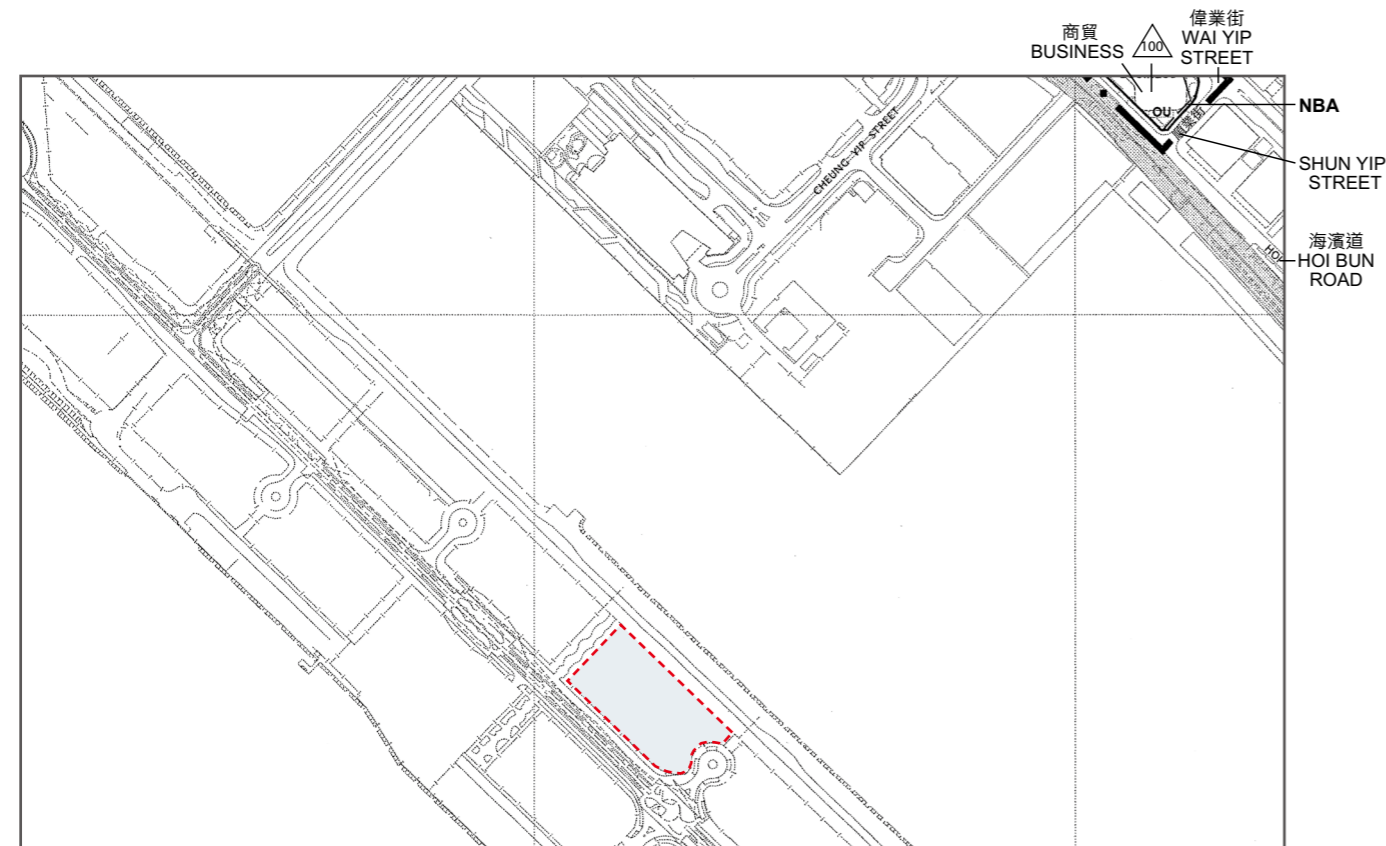 商貿
BUSINESS
100
偉業街
WAI YIP
STREET
OU
NBA
SHUN YIP
STREET
海濱道
HOI BUN
ROAD
CHEUNG YIP STREET
HOI